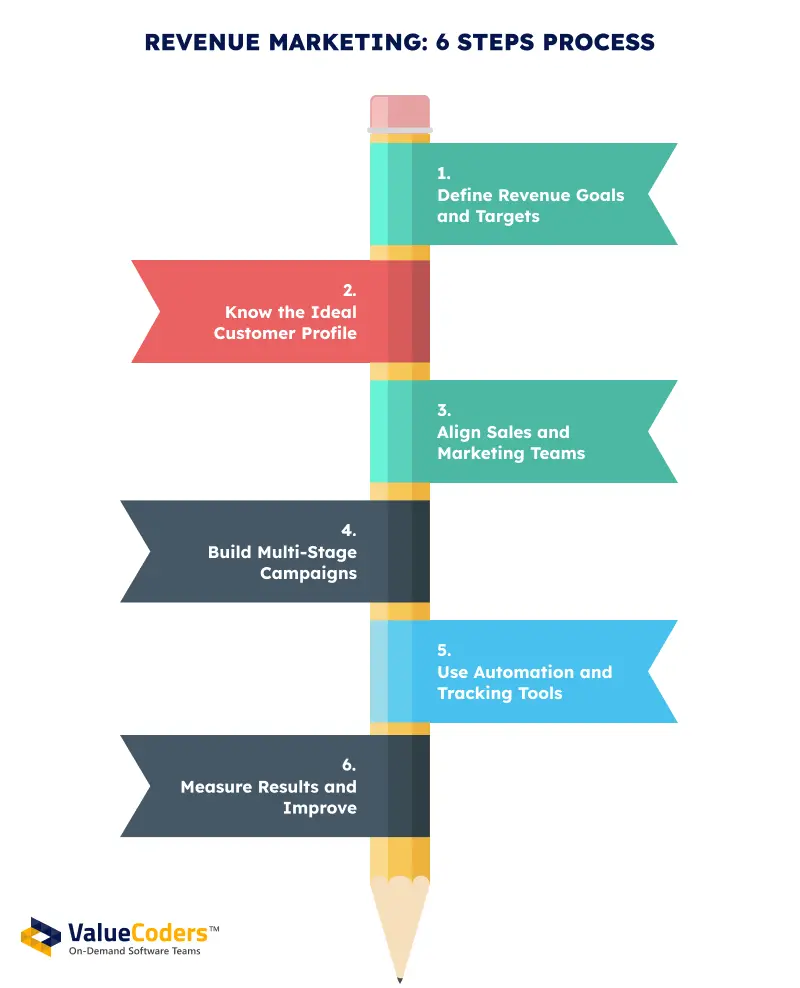 REVENUE MARKETING: 6 STEPS PROCESS
1.
Define Revenue Goals
and Targets
2.
Know the Ideal
Customer Profile
3.
Align Sales and
Marketing Teams
4.
Build Multi-Stage
Campaigns
5.
Use Automation and
Tracking Tools
6.
Measure Results and
Improve
ValueCoders™
On-Demand Software Teams